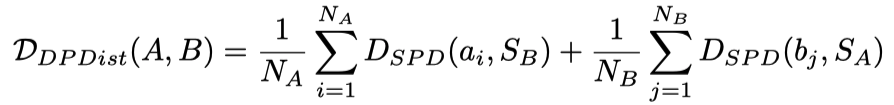 $\mathcal{D}_{DPDist}(A, B) = \frac{1}{N_A} \sum_{i=1}^{N_A} D_{SPD}(a_i, S_B) + \frac{1}{N_B} \sum_{j=1}^{N_B} D_{SPD}(b_j, S_A)$